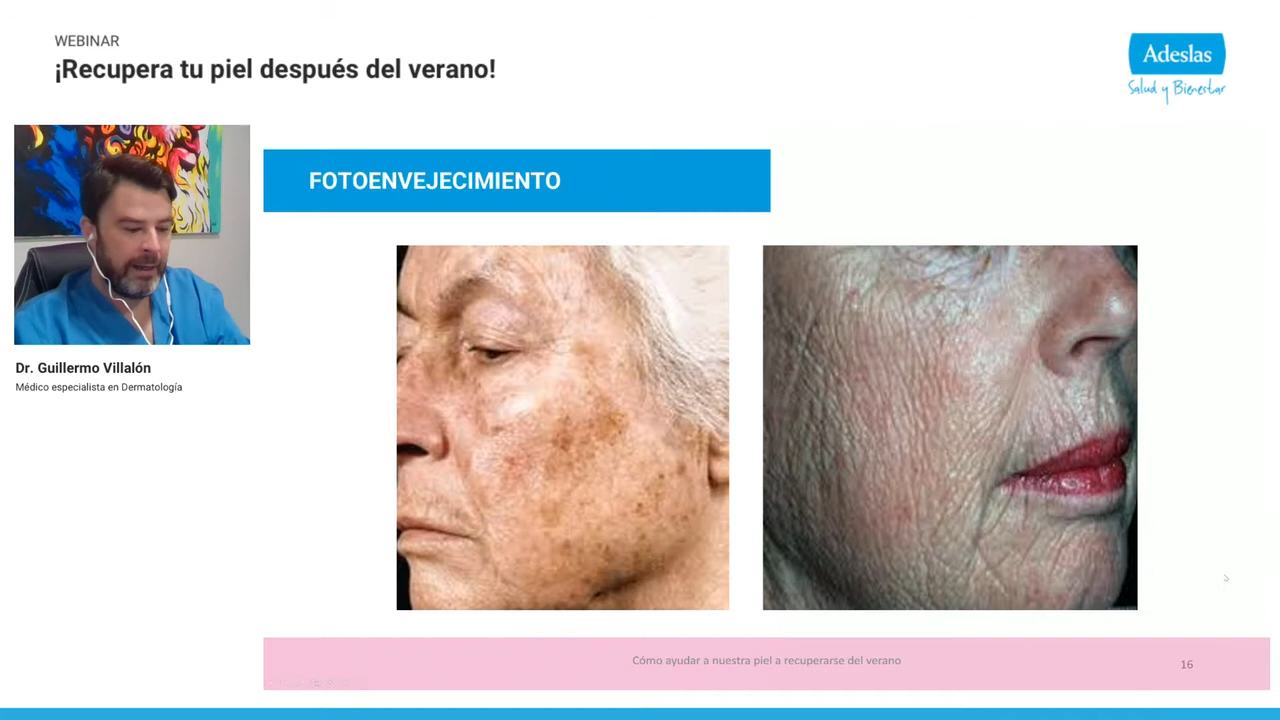 WEBINAR
¡Recupera tu piel después del verano!
Adeslas
Salud y Bienestar
FOTOENVEJECIMIENTO
Dr. Guillermo Villalón
Médico especialista en Dermatología
Cómo ayudar a nuestra piel a recuperarse del verano
16